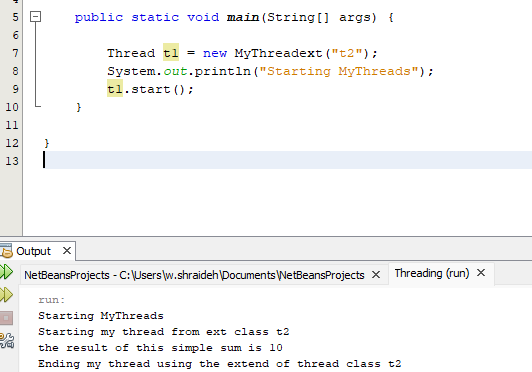 5 public static void main(String[] args) {
6
7 Thread t1 = new MyThreadext("t2");
8 System.out.println("Starting MyThreads");
9 t1.start();
10 }
11
12 }
13
Output ×
NetBeansProjects - C:\Users\w.shraideh\Documents\NetBeansProjects × Threading (run) ×
run:
Starting MyThreads
Starting my thread from ext class t2
the result of this simple sum is 10
Ending my thread using the extend of thread class t2